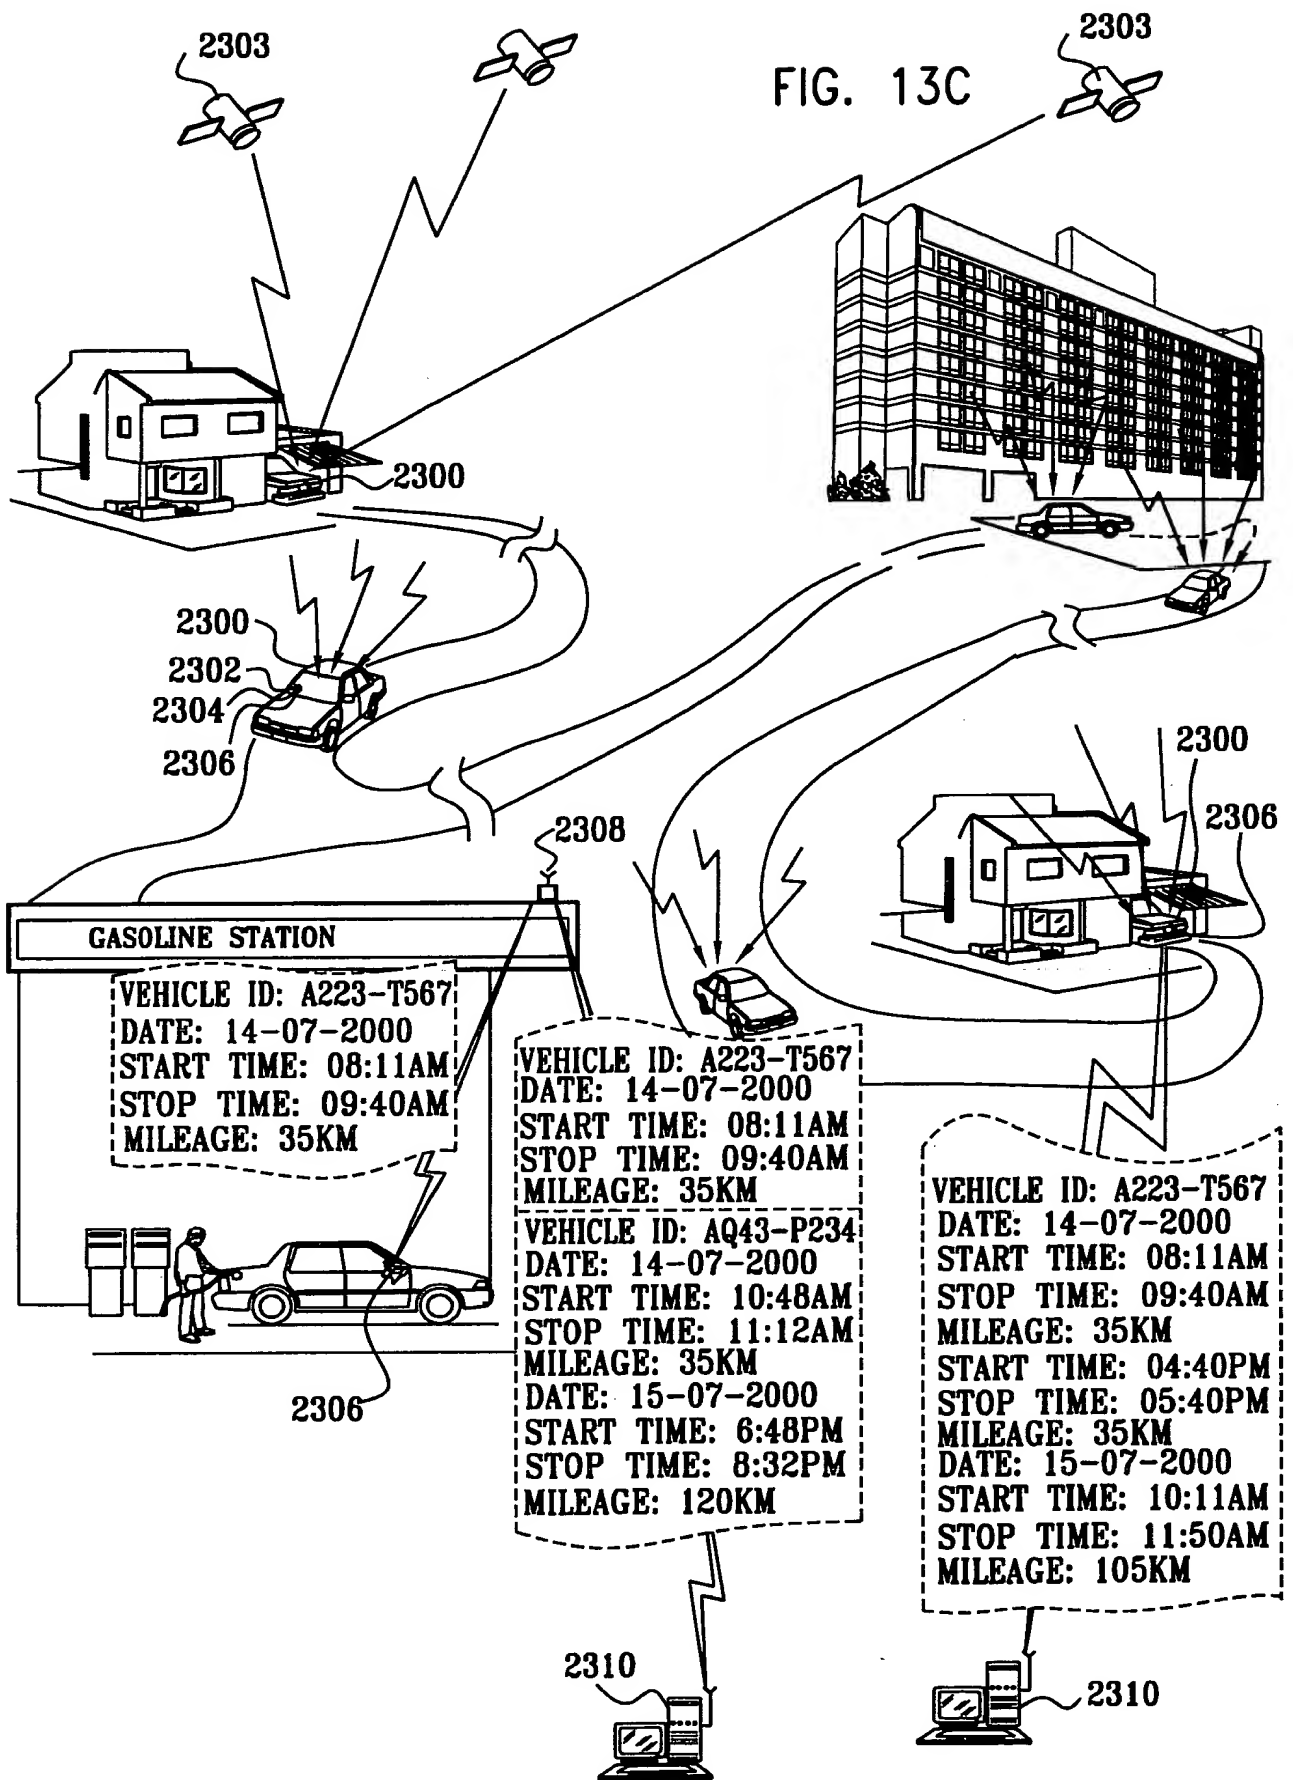 2303
2303
FIG. 13C
2300
2300
2302
2304
2306
2300
2306
2308
GASOLINE STATION
VEHICLE ID: A223-T567
DATE: 14-07-2000
START TIME: 08:11AM
STOP TIME: 09:40AM
MILEAGE: 35KM
VEHICLE ID: A223-T567
DATE: 14-07-2000
START TIME: 08:11AM
STOP TIME: 09:40AM
MILEAGE: 35KM
VEHICLE ID: AQ43-P234
DATE: 14-07-2000
START TIME: 10:48AM
STOP TIME: 11:12AM
MILEAGE: 35KM
DATE: 15-07-2000
START TIME: 6:48PM
STOP TIME: 8:32PM
MILEAGE: 120KM
VEHICLE ID: A223-T567
DATE: 14-07-2000
START TIME: 08:11AM
STOP TIME: 09:40AM
MILEAGE: 35KM
START TIME: 04:40PM
STOP TIME: 05:40PM
MILEAGE: 35KM
DATE: 15-07-2000
START TIME: 10:11AM
STOP TIME: 11:50AM
MILEAGE: 105KM
2306
2310
2310